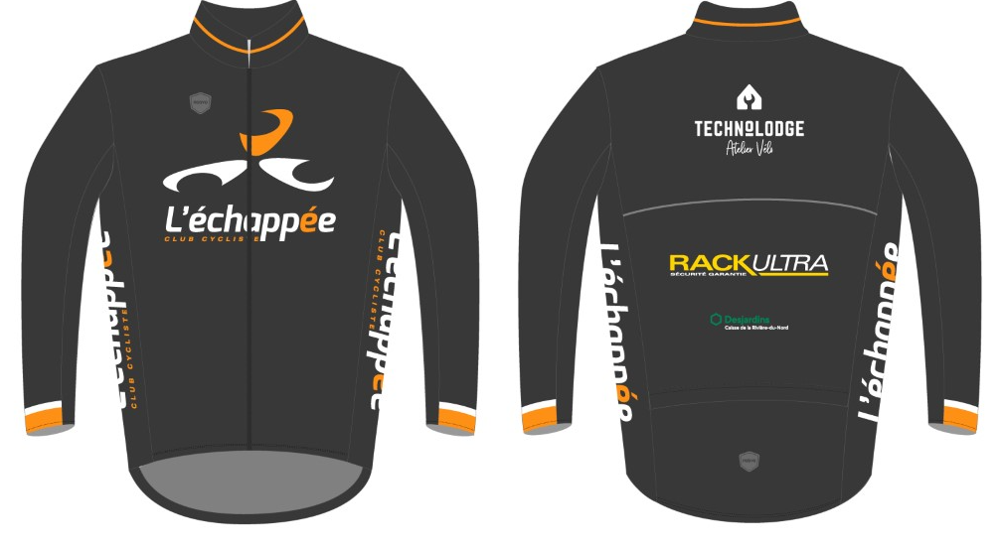 L'échappée
CLUB CYCLISTE
L'échappée
CLUB CYCLISTE
L'échappée
CLUB CYCLISTE
TECHNOLODGE
Atelier Vélo
RACKULTRA
SÉCURITÉ GARANTIE
Desjardins
Caisse de la Rivière-du-Nord
L'échappée
L'échappée